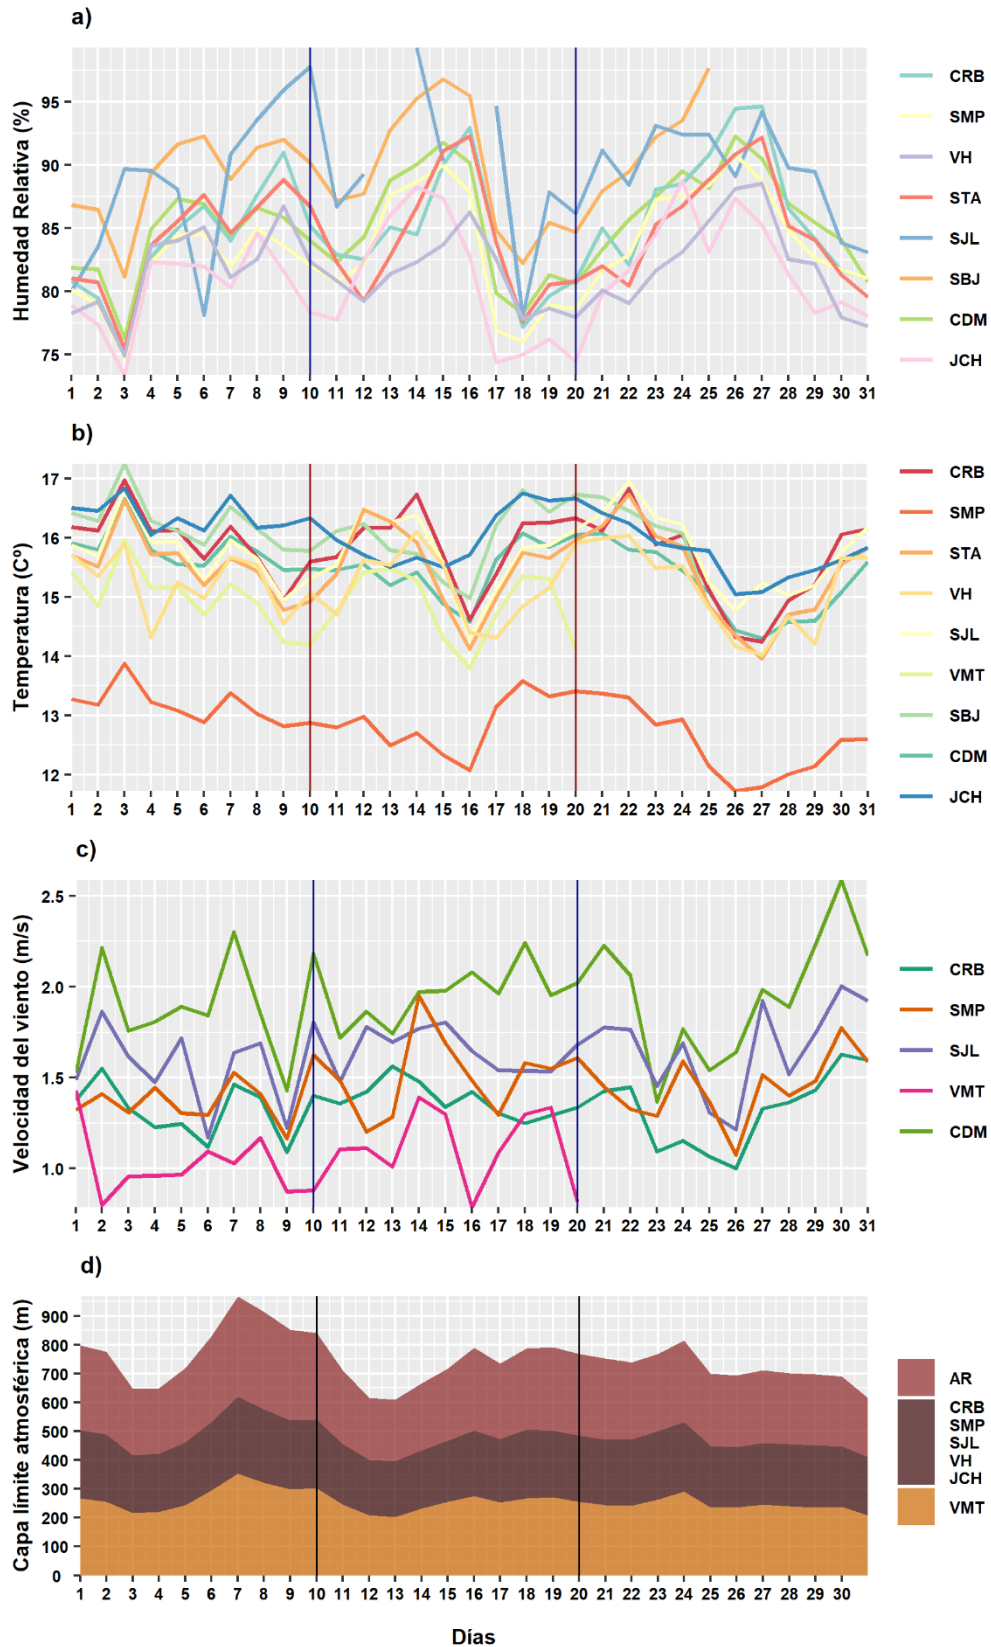 a)
Humedad Relativa (%)
95
90
85
80
75
1 2 3 4 5 6 7 8 9 10 11 12 13 14 15 16 17 18 19 20 21 22 23 24 25 26 27 28 29 30 31
CRB
SMP
VH
STA
SJL
SBJ
CDM
JCH
b)
Temperatura (Cº)
17
16
15
14
13
12
1 2 3 4 5 6 7 8 9 10 11 12 13 14 15 16 17 18 19 20 21 22 23 24 25 26 27 28 29 30 31
CRB
SMP
STA
VH
SJL
VMT
SBJ
CDM
JCH
c)
Velocidad del viento (m/s)
2.5
2.0
1.5
1.0
1 2 3 4 5 6 7 8 9 10 11 12 13 14 15 16 17 18 19 20 21 22 23 24 25 26 27 28 29 30 31
CRB
SMP
SJL
VMT
CDM
d)
Capa límite atmosférica (m)
900
800
700
600
500
400
300
200
100
0
1 2 3 4 5 6 7 8 9 10 11 12 13 14 15 16 17 18 19 20 21 22 23 24 25 26 27 28 29 30
AR
CRB
SMP
SJL
VH
JCH
VMT
Días